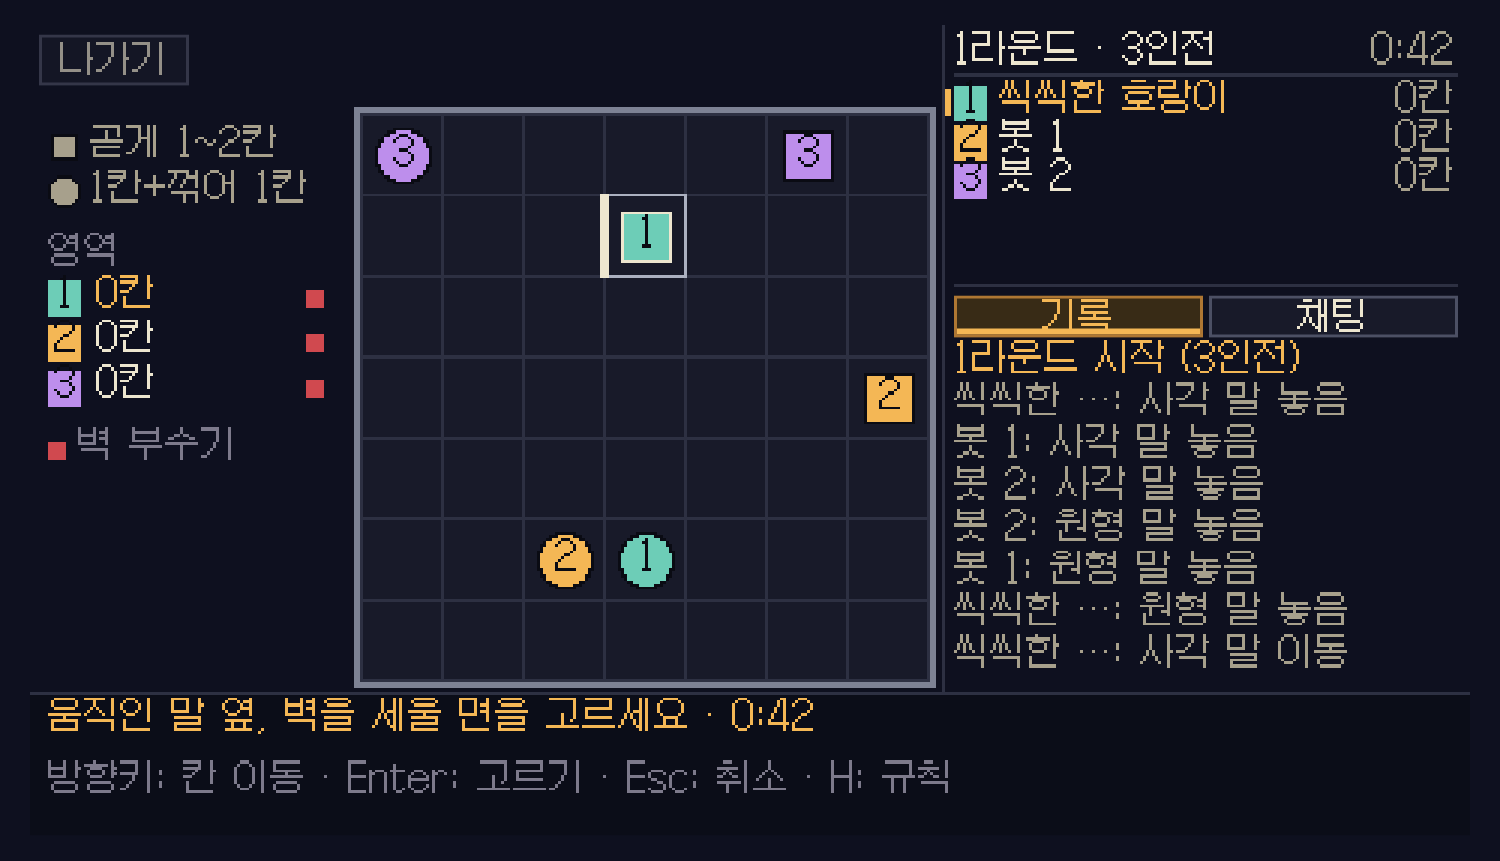 나가기
■ 곧게 1~2칸
● 1칸+꺾어 1칸
영역
1 0칸
2 0칸
3 0칸
벽 부수기
3 3
1
2
2 1
1라운드 · 3인전 0:42
1 씩씩한 호랑이 0칸
2 봇 1 0칸
3 봇 2 0칸
기록 채팅
1라운드 시작 (3인전)
씩씩한 …: 사각 말 놓음
봇 1: 사각 말 놓음
봇 2: 사각 말 놓음
봇 2: 원형 말 놓음
봇 1: 원형 말 놓음
씩씩한 …: 원형 말 놓음
씩씩한 …: 사각 말 이동
움직인 말 옆, 벽을 세울 면을 고르세요 · 0:42
방향키: 칸 이동 · Enter: 고르기 · Esc: 취소 · H: 규칙